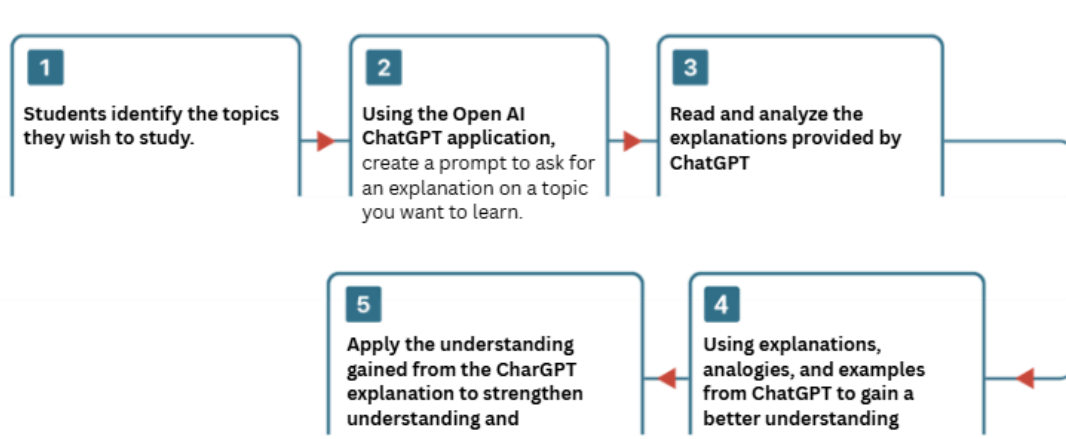 1
Students identify the topics
they wish to study.
2
Using the Open AI
ChatGPT application,
create a prompt to ask for
an explanation on a topic
you want to learn.
3
Read and analyze the
explanations provided by
ChatGPT
4
Using explanations,
analogies, and examples
from ChatGPT to gain a
better understanding
5
Apply the understanding
gained from the CharGPT
explanation to strengthen
understanding and